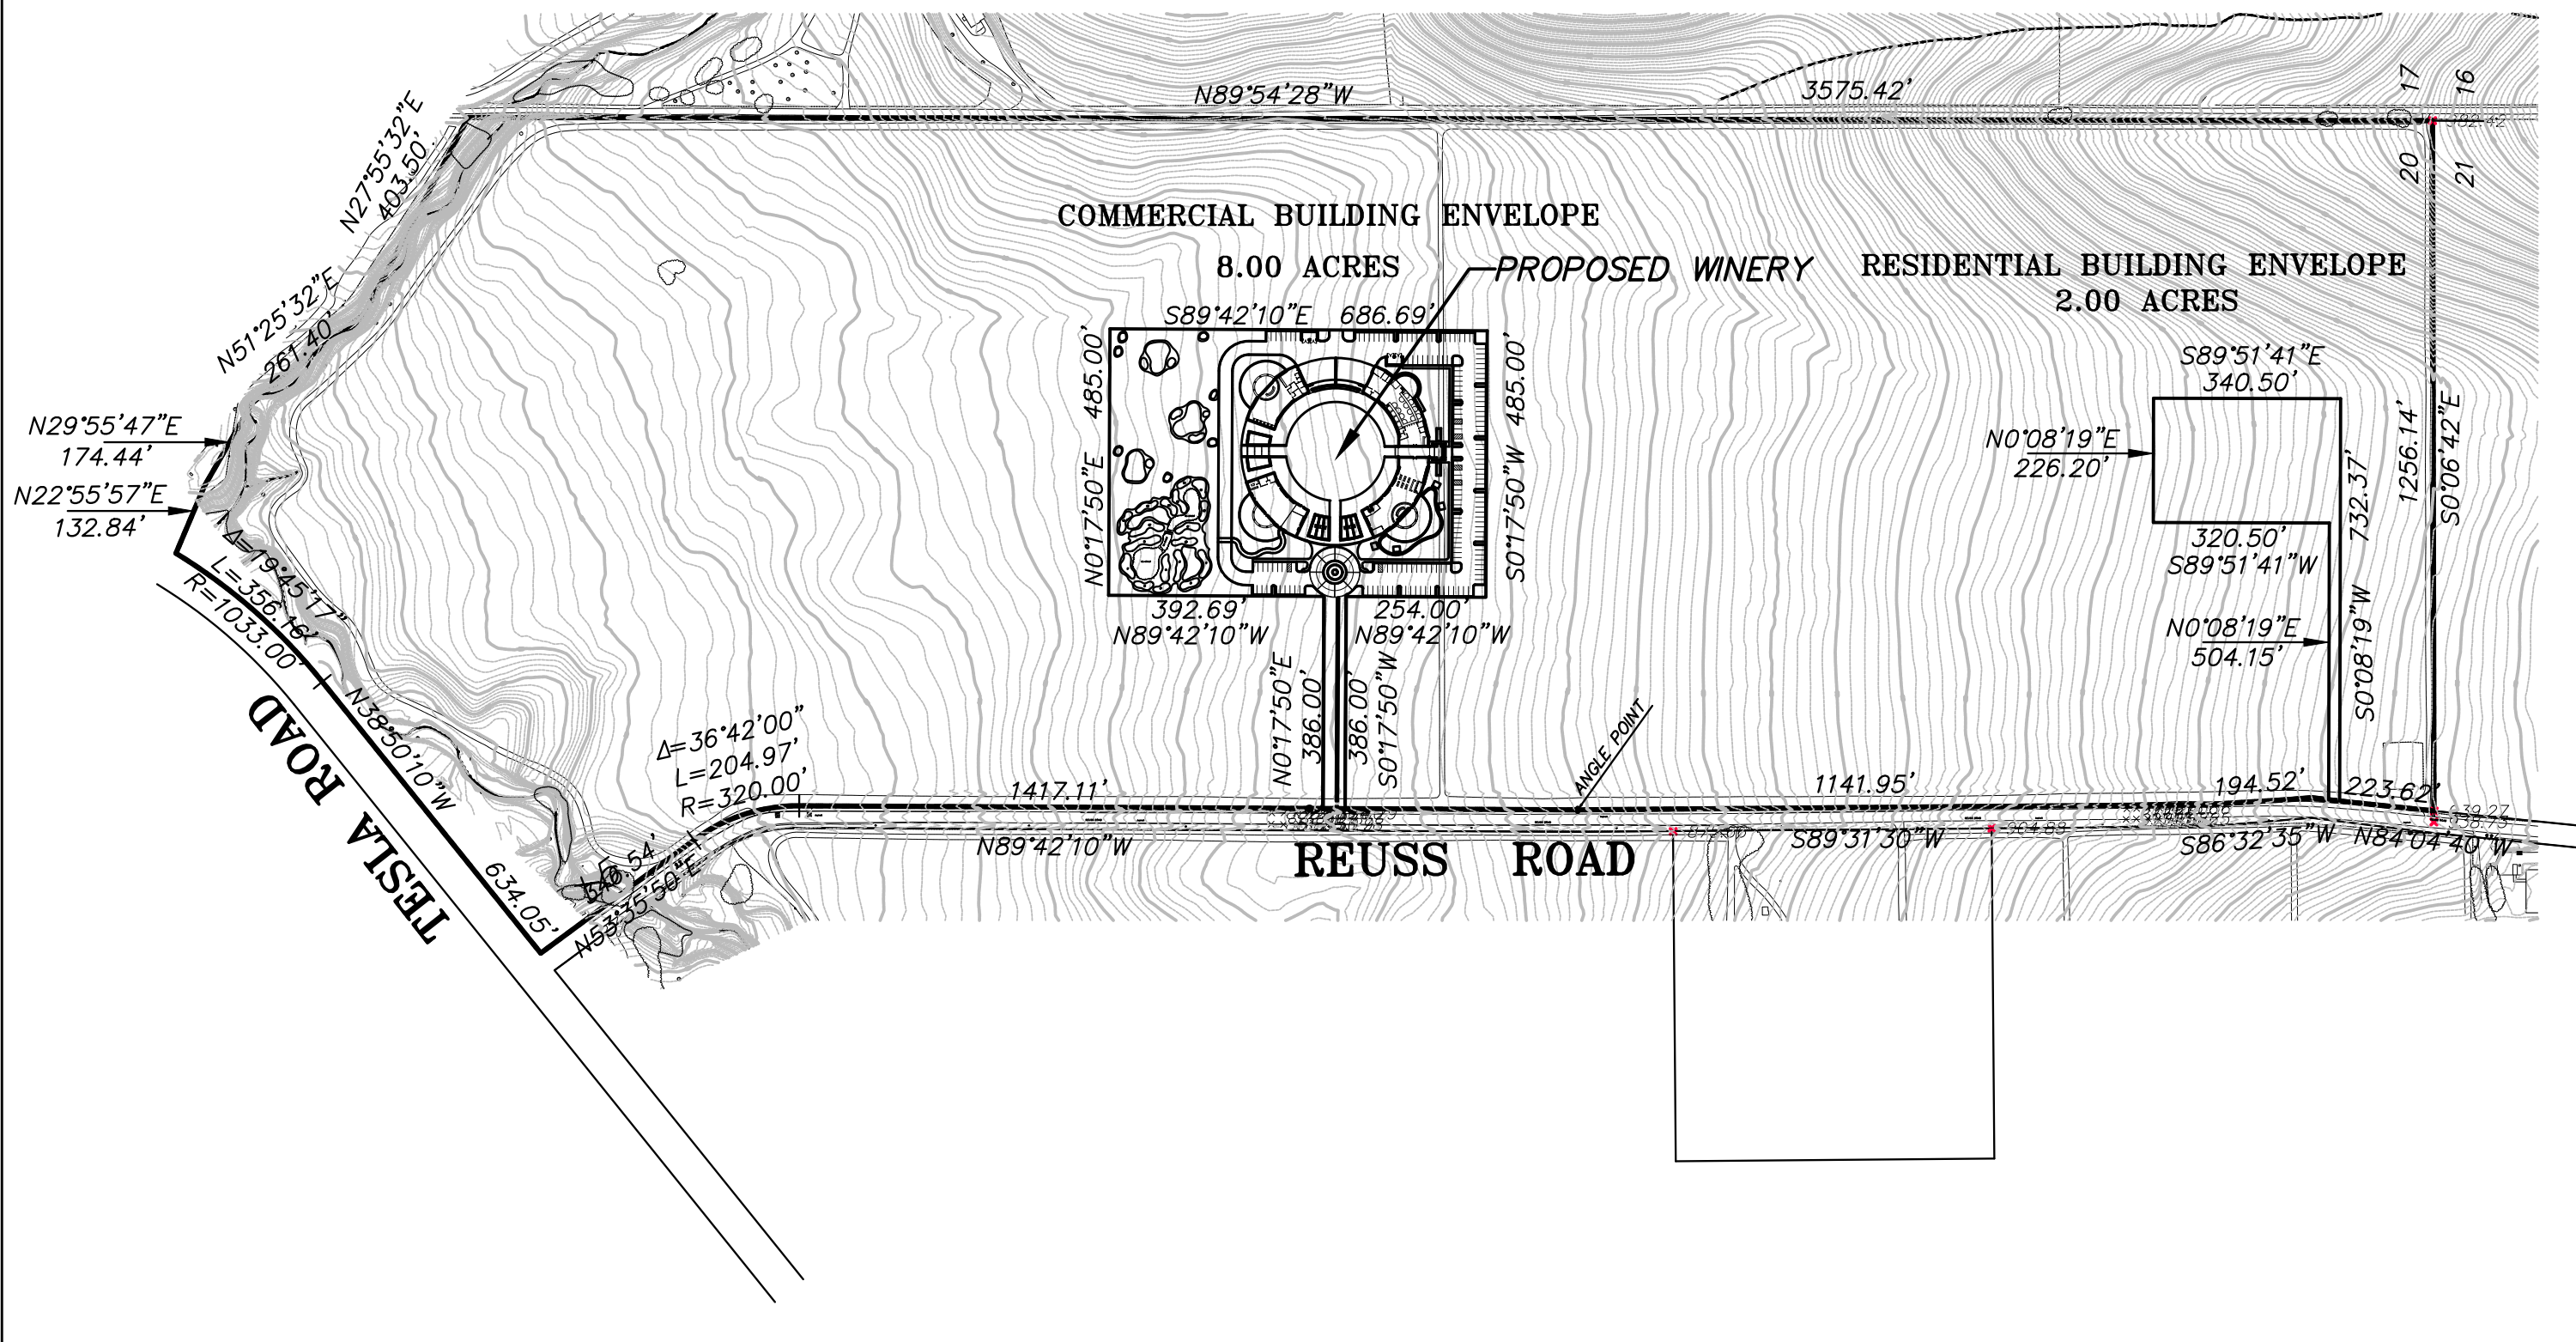 N89°54'28"W
3575.42'
17
16
20
21
N27°55'32"E
403.50'
COMMERCIAL BUILDING ENVELOPE
8.00 ACRES
PROPOSED WINERY
RESIDENTIAL BUILDING ENVELOPE
2.00 ACRES
N51°25'32"E
261.40'
S89°42'10"E 686.69'
N0°17'50"E 485.00'
S0°17'50"W 485.00'
S89°51'41"E
340.50'
N0°08'19"E
226.20'
1256.14'
S0°06'42"E
N29°55'47"E
174.44'
N22°55'57"E
132.84'
320.50'
S89°51'41"W
S0°08'19"W 732.37'
N0°08'19"E
504.15'
Δ=19°45'17"
L=356.16'
R=1033.00'
392.69'
N89°42'10"W
254.00'
N89°42'10"W
N0°17'50"E
386.00'
386.00'
S0°17'50"W
N38°50'10"W
634.05'
TESLA ROAD
Δ=36°42'00"
L=204.97'
R=320.00'
ANGLE POINT
1417.11'
1141.95'
194.52'
223.62'
639.27
N89°42'10"W
S89°31'30"W
S86°32'35"W
N84°04'40"W
N53°35'50"E
REUSS ROAD